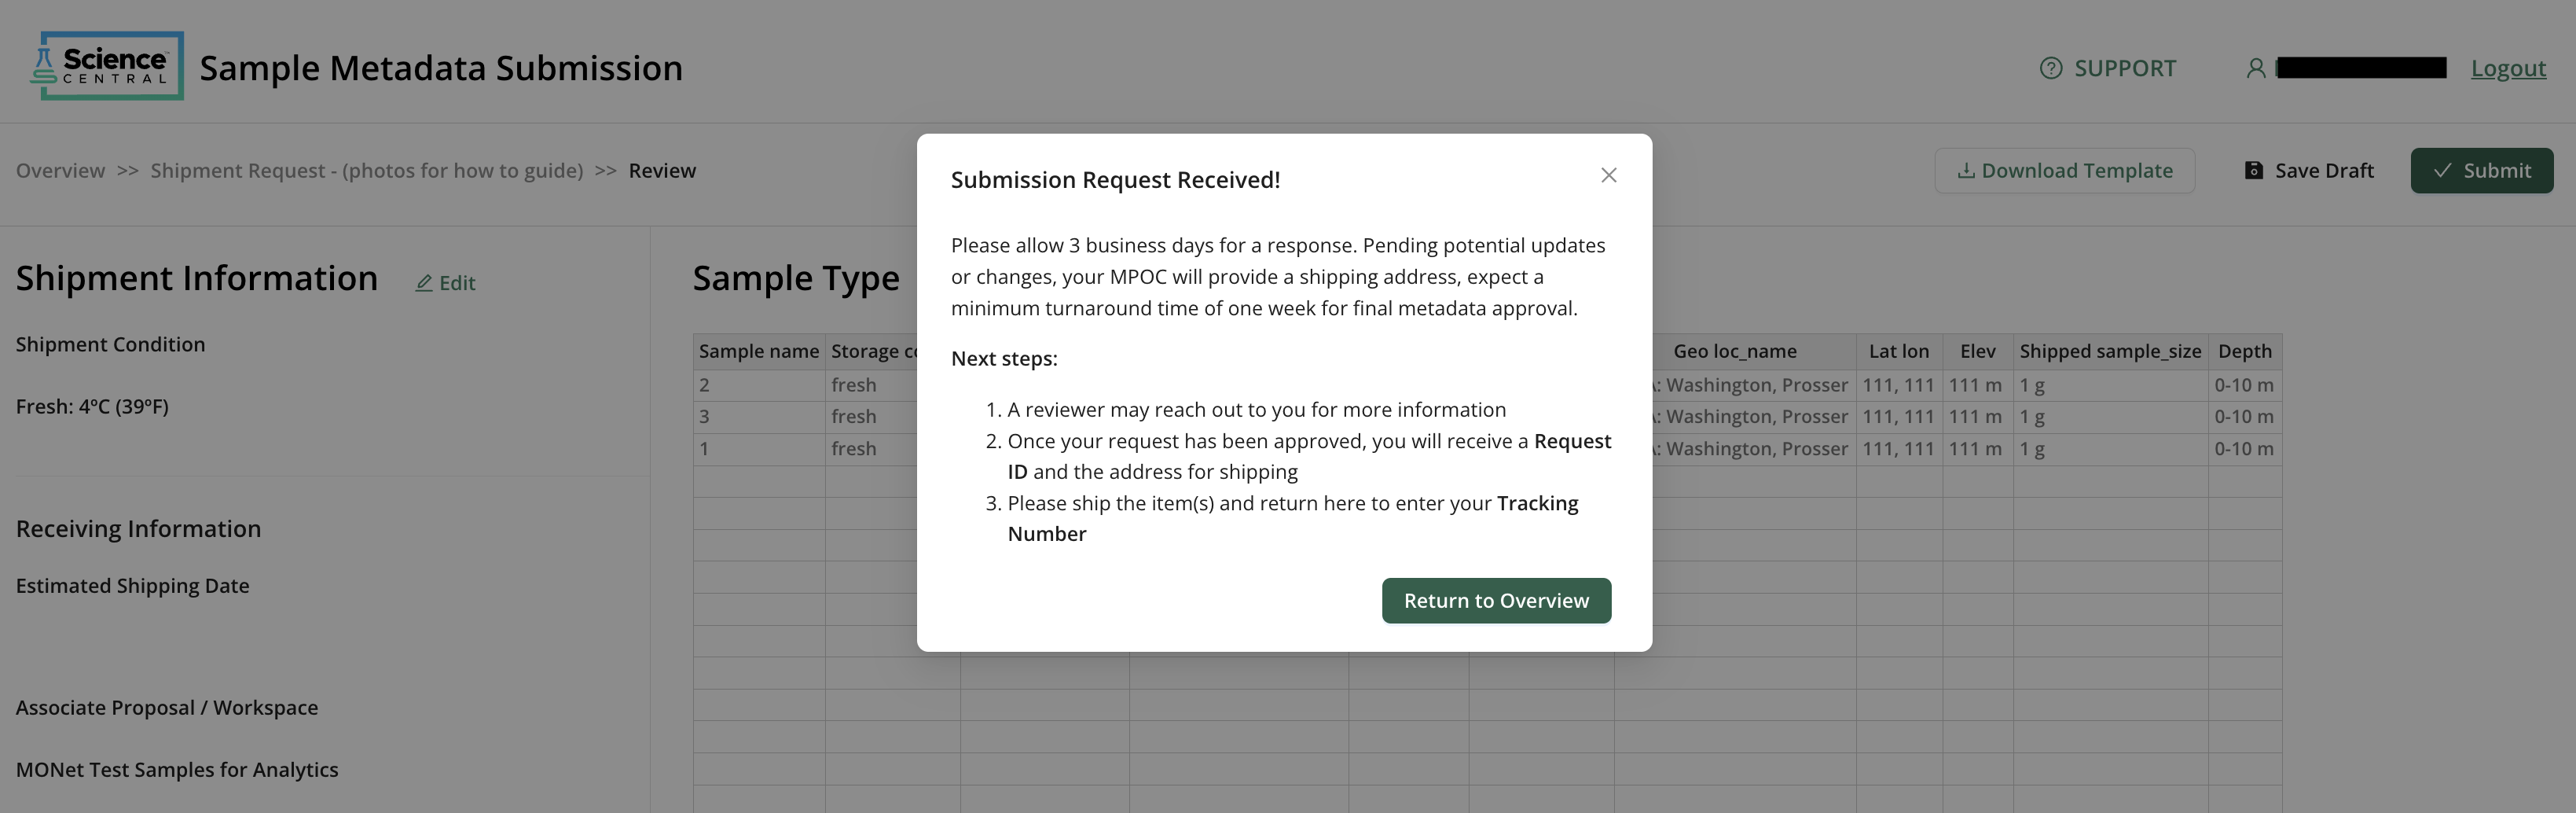 Science™
CENTRAL
Sample Metadata Submission
SUPPORT
Logout
Overview >> Shipment Request - (photos for how to guide) >> Review
Download Template
Save Draft
Submit
Submission Request Received!
Please allow 3 business days for a response. Pending potential updates
or changes, your MPOC will provide a shipping address, expect a
minimum turnaround time of one week for final metadata approval.
Next steps:
1. A reviewer may reach out to you for more information
2. Once your request has been approved, you will receive a Request
ID and the address for shipping
3. Please ship the item(s) and return here to enter your Tracking
Number
Return to Overview
Shipment Information
Edit
Shipment Condition
Fresh: 4ºC (39ºF)
Receiving Information
Estimated Shipping Date
Associate Proposal / Workspace
MONet Test Samples for Analytics
Sample Type
Sample name Storage Geo loc_name Lat lon Elev Shipped sample_size Depth
2 fresh Washington, Prosser 111, 111 111 m 1 g 0-10 m
3 fresh Washington, Prosser 111, 111 111 m 1 g 0-10 m
1 fresh Washington, Prosser 111, 111 111 m 1 g 0-10 m